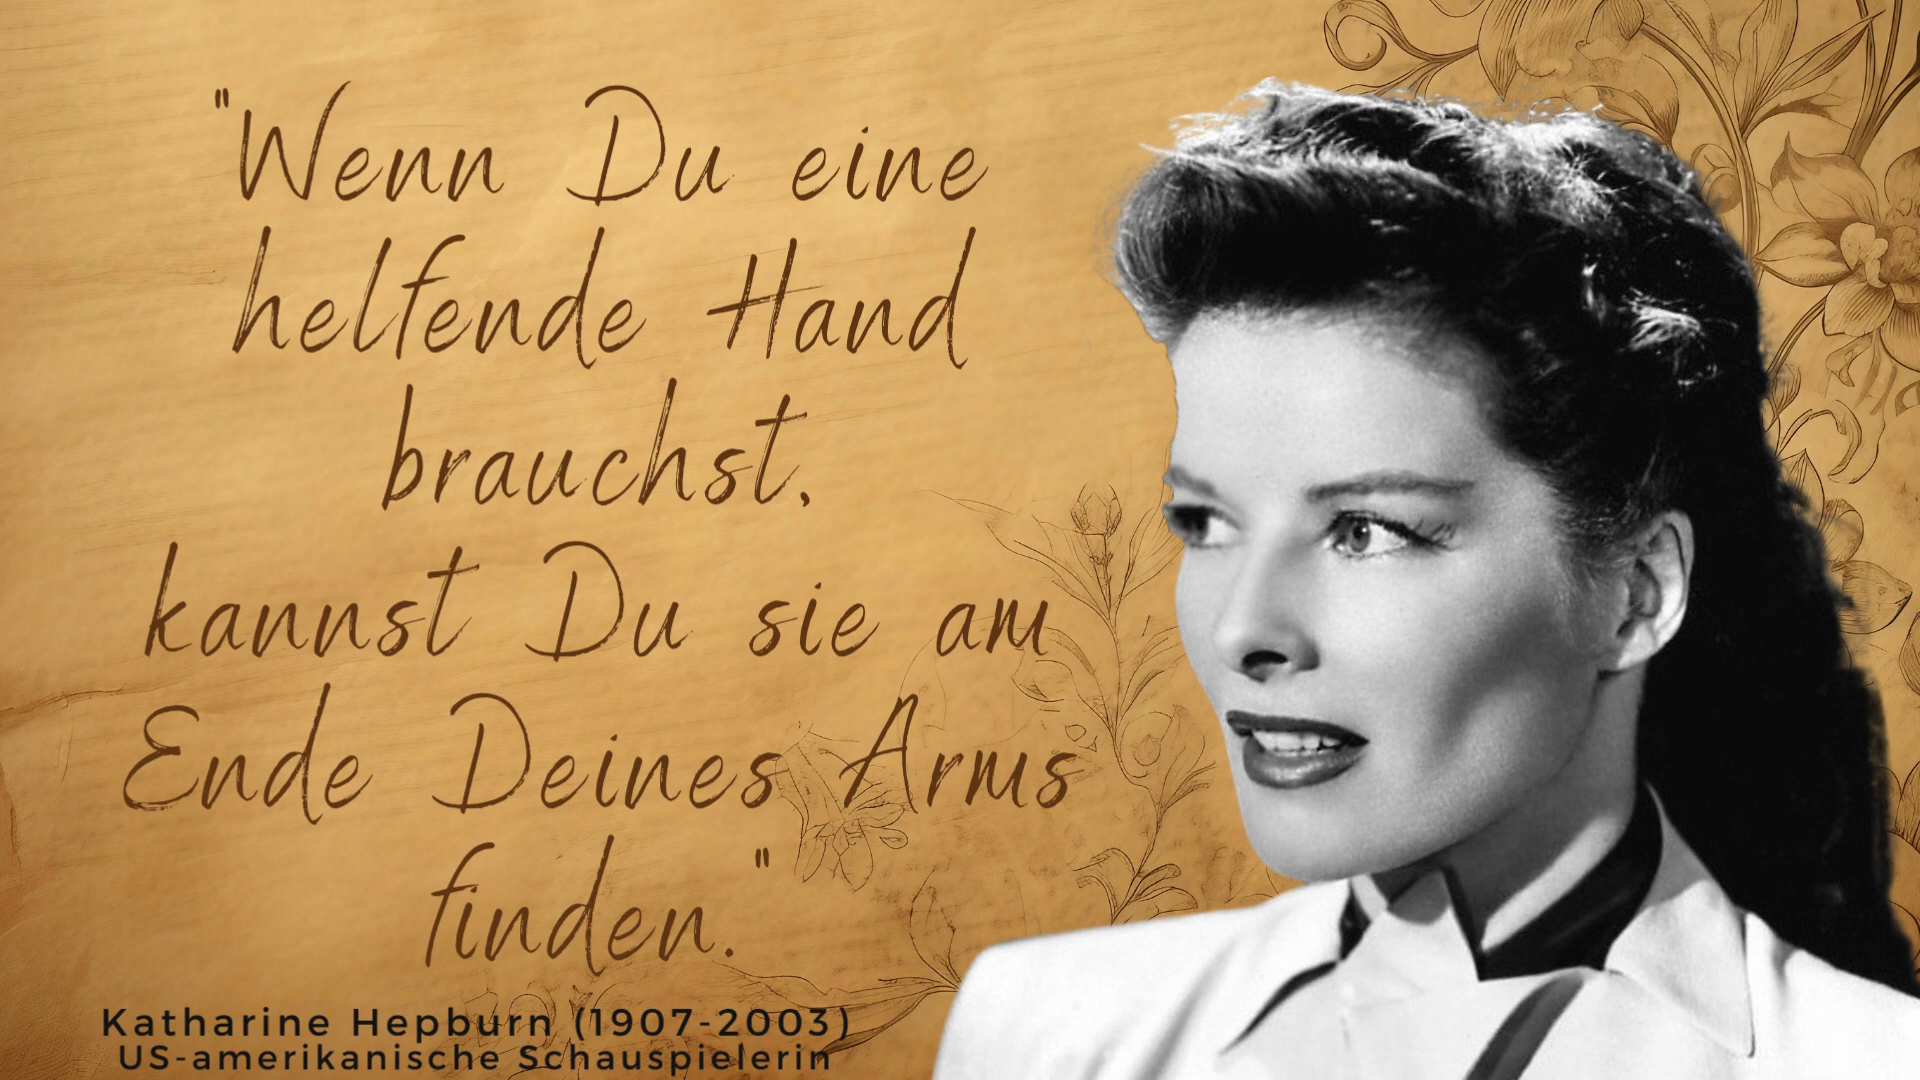 "Wenn Du eine
helfende Hand
brauchst,
kannst Du sie am
Ende Deines Arms
finden."
Katharine Hepburn (1907-2003)
US-amerikanische Schauspielerin